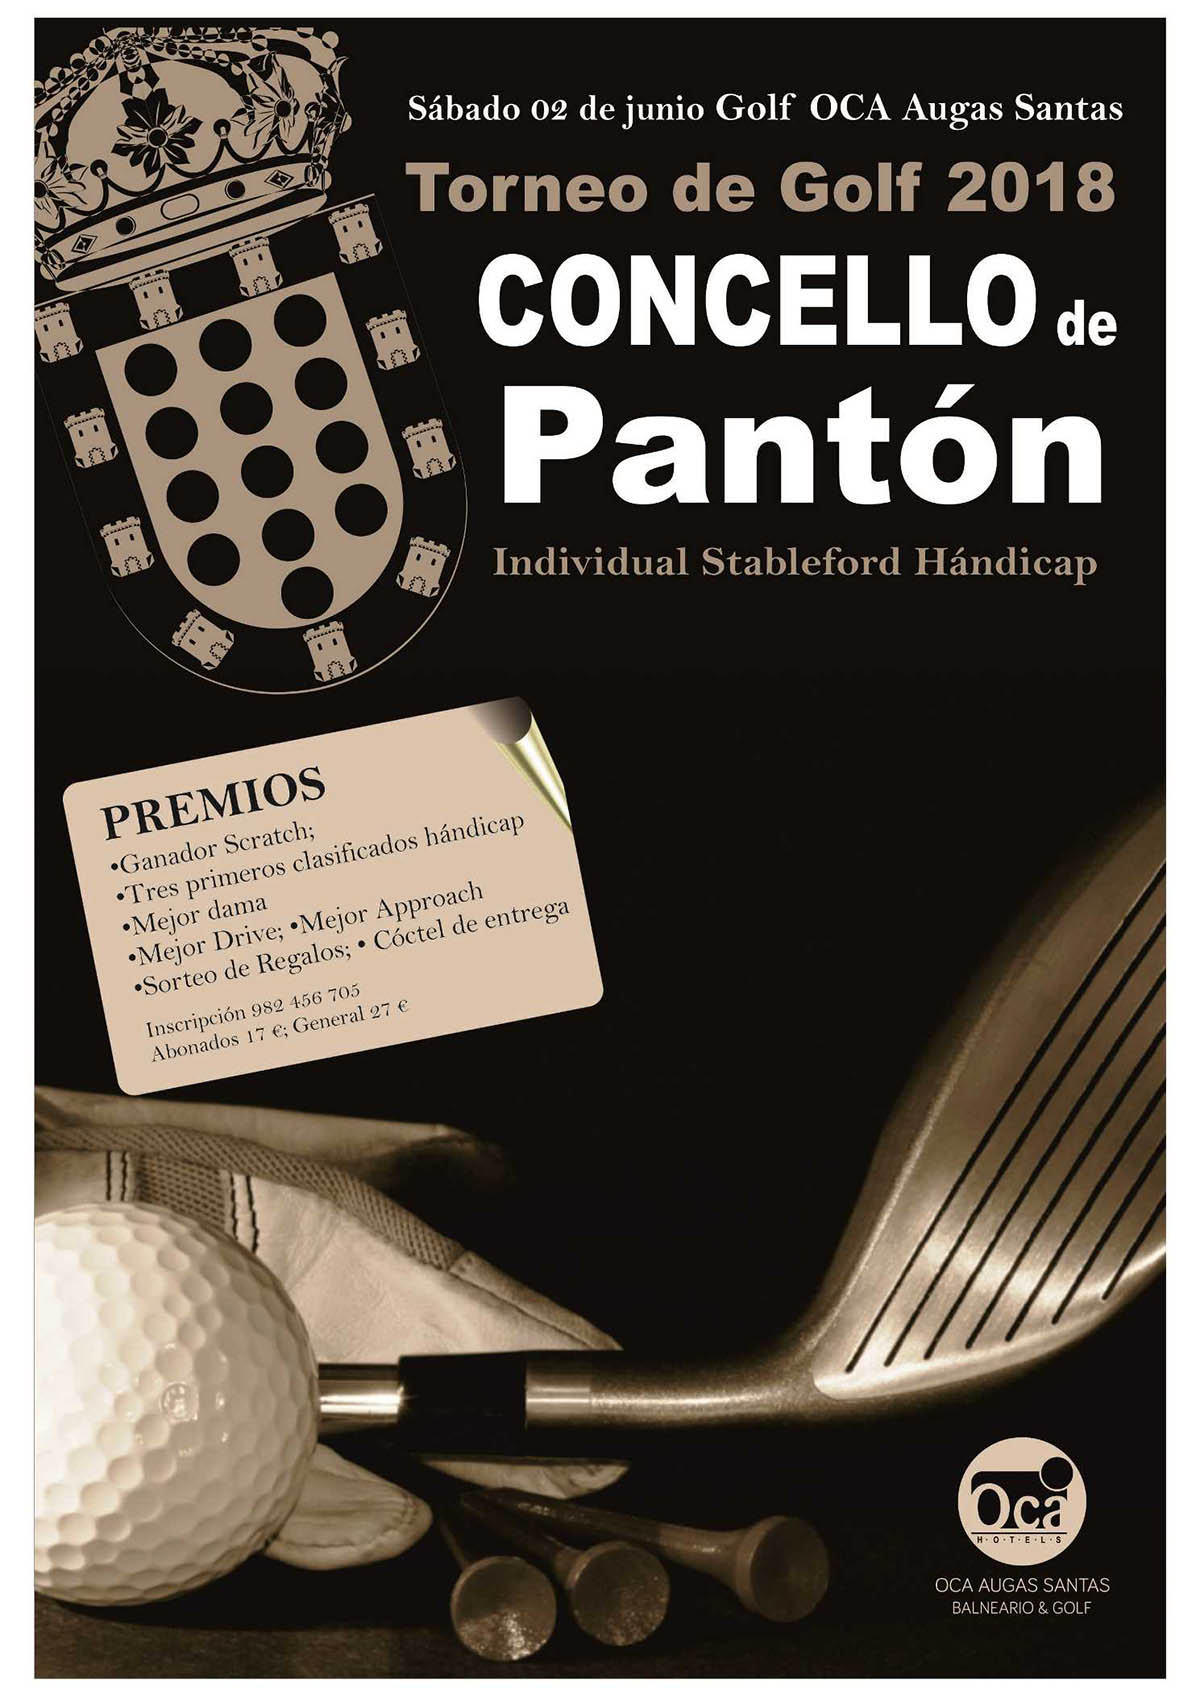 Sábado 02 de junio Golf OCA Augas Santas
Torneo de Golf 2018
CONCELLO de
Pantón
Individual Stableford Hándicap
PREMIOS
•Ganador Scratch;
•Tres primeros clasificados hándicap
•Mejor dama
•Mejor Drive; •Mejor Approach
•Sorteo de Regalos; • Cóctel de entrega
Inscripción 982 456 705
Abonados 17 €; General 27 €
Oca
H·O·T·E·L·S
OCA AUGAS SANTAS
BALNEARIO & GOLF